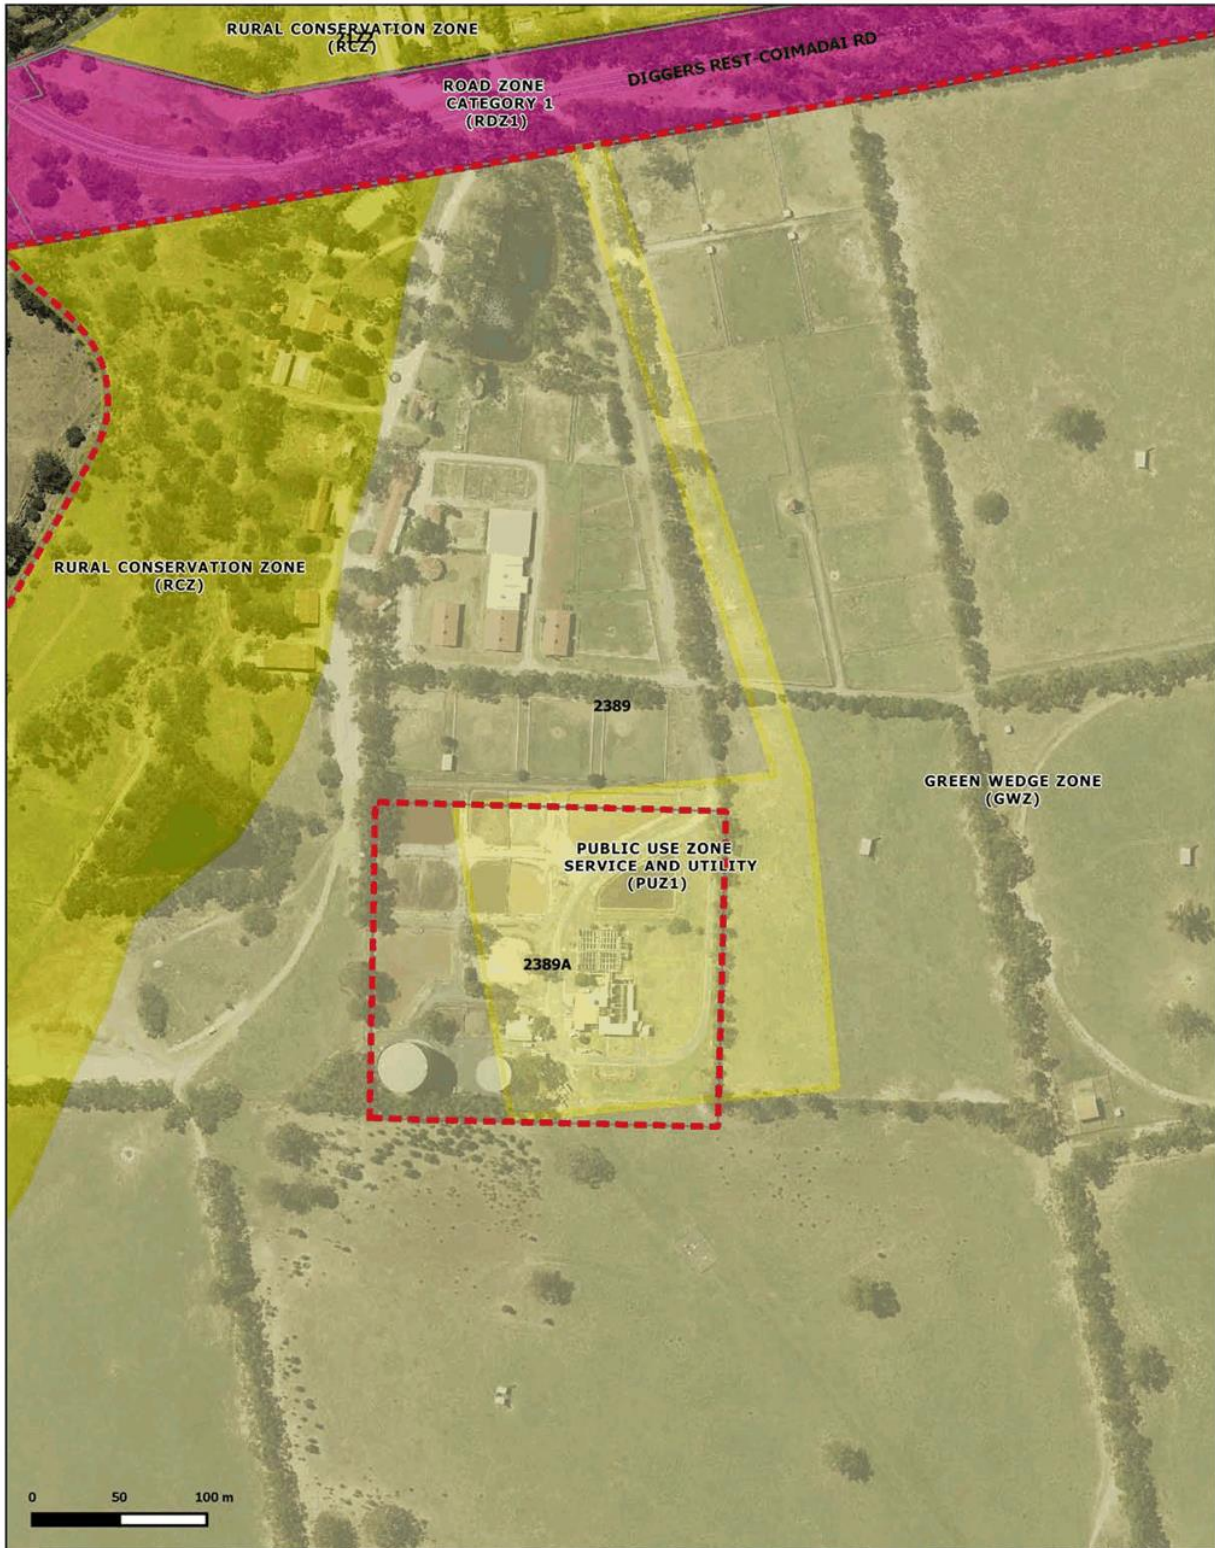 RURAL CONSERVATION ZONE
(RCZ)
DIGGERS REST-COIMADAI RD
ROAD ZONE
CATEGORY 1
(RDZ1)
RURAL CONSERVATION ZONE
(RCZ)
2389
GREEN WEDGE ZONE
(GWZ)
PUBLIC USE ZONE
SERVICE AND UTILITY
(PUZ1)
2389A
0 50 100 m